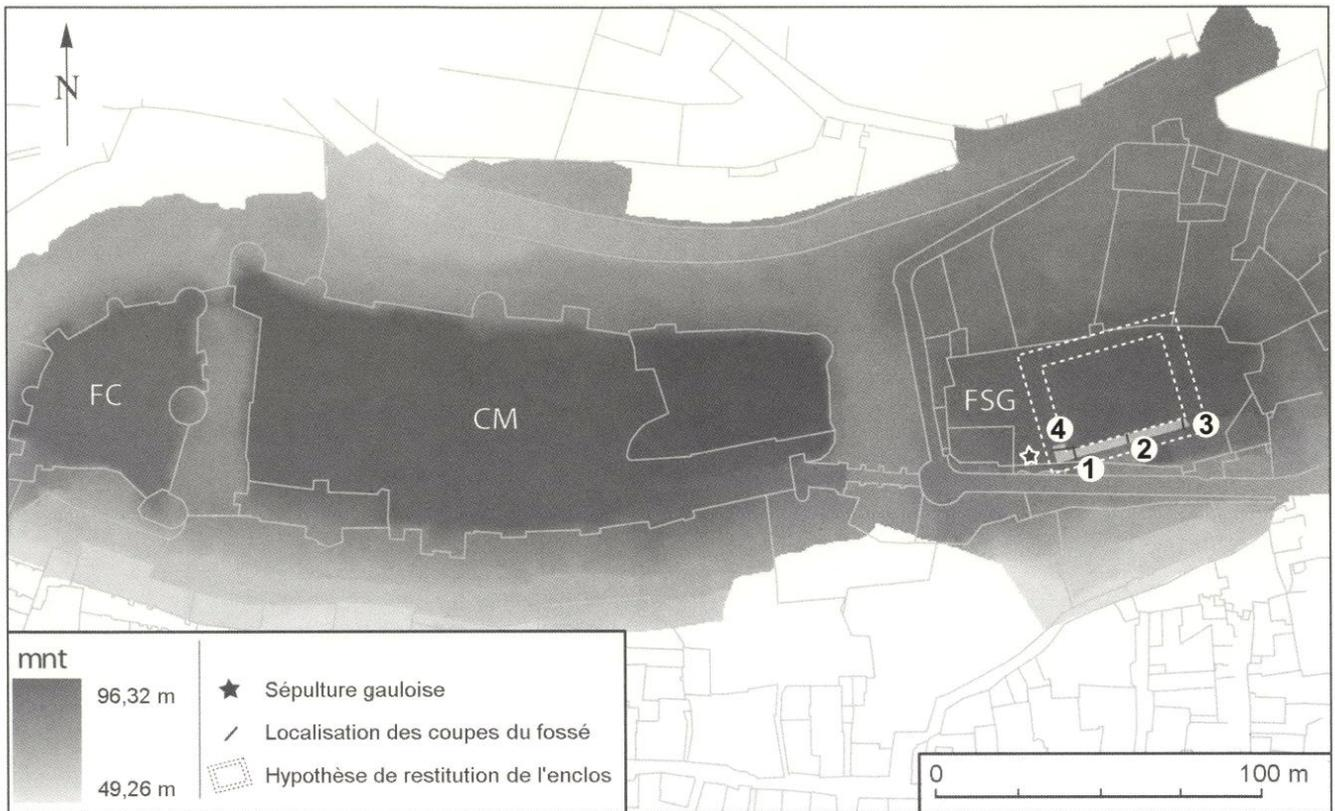 N
FC
CM
FSG
4
3
2
1
mnt
96,32 m
49,26 m
Sépulture gauloise
Localisation des coupes du fossé
Hypothèse de restitution de l'enclos
0 100 m